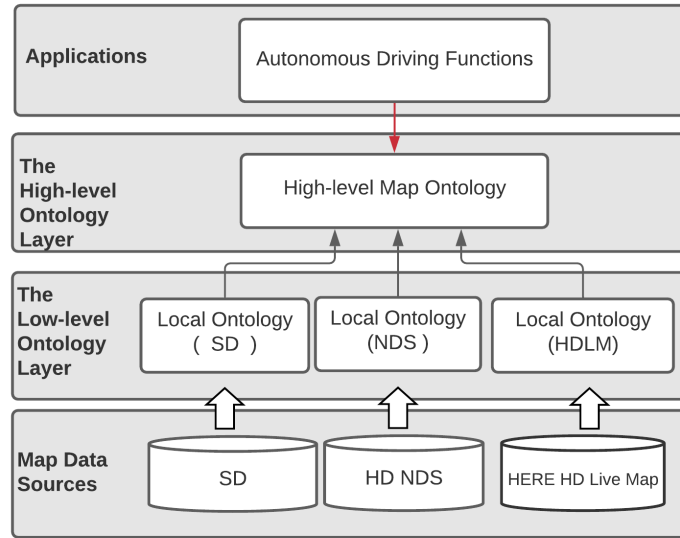 Applications
Autonomous Driving Functions
The
High-level
Ontology
Layer
High-level Map Ontology
The
Low-level
Ontology
Layer
Local Ontology
( SD )
Local Ontology
(NDS )
Local Ontology
(HDLM)
Map Data
Sources
SD
HD NDS
HERE HD Live Map